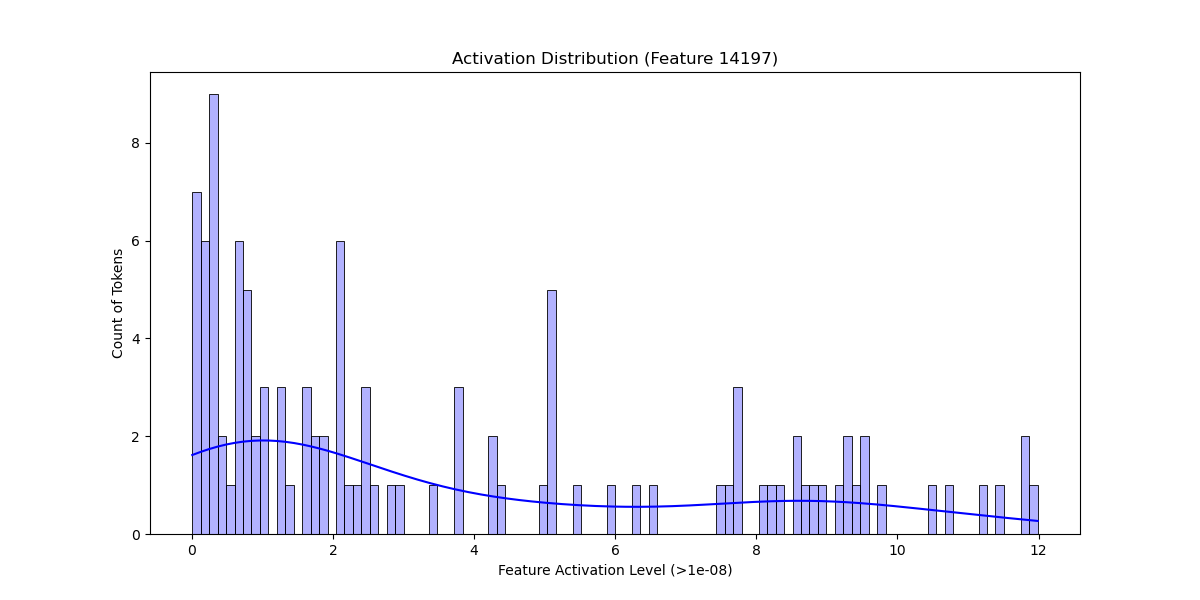 Activation Distribution (Feature 14197)
Count of Tokens
8
6
4
2
0
0 2 4 6 8 10 12
Feature Activation Level (>1e-08)